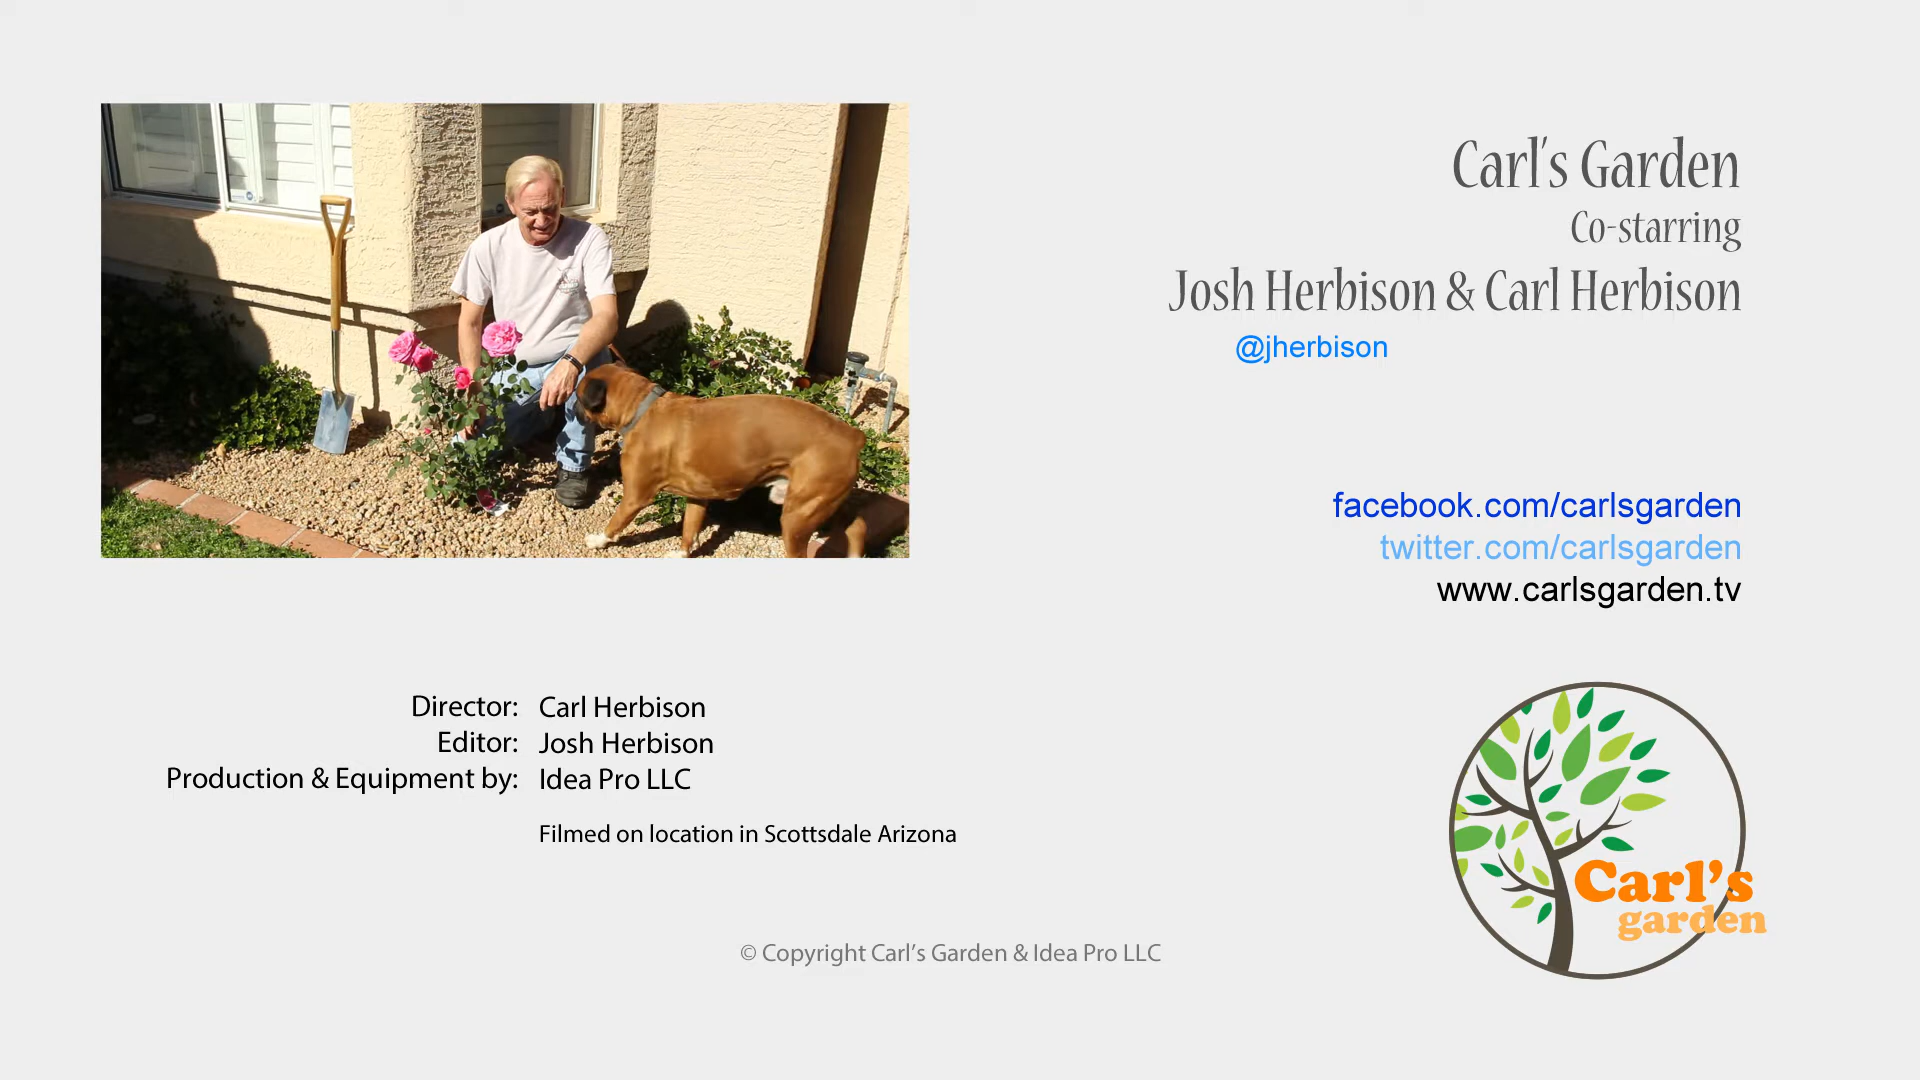 Carl's Garden
Co-starring
Josh Herbison & Carl Herbison
@jherbison
facebook.com/carlsgarden
twitter.com/carlsgarden
www.carlsgarden.tv
Director: Carl Herbison
Editor: Josh Herbison
Production & Equipment by: Idea Pro LLC
Filmed on location in Scottsdale Arizona
Carl's
garden
© Copyright Carl's Garden & Idea Pro LLC